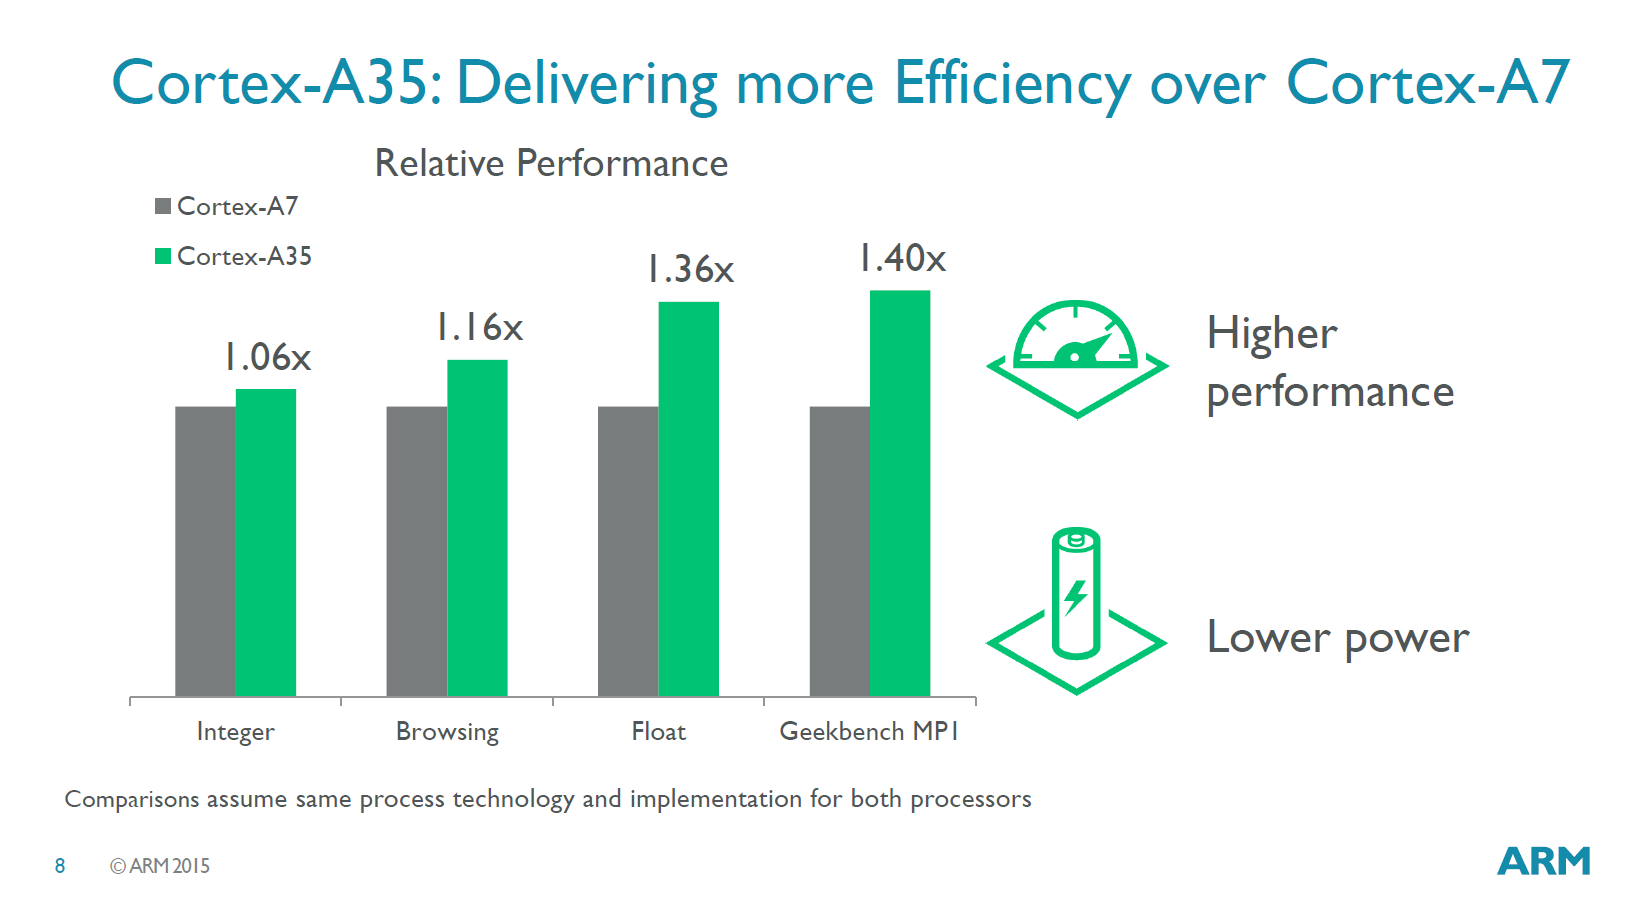 Cortex-A35: Delivering more Efficiency over Cortex-A7
Relative Performance
Cortex-A7
Cortex-A35
1.06x
1.16x
1.36x
1.40x
Integer
Browsing
Float
Geekbench MP1
Higher
performance
Lower power
Comparisons assume same process technology and implementation for both processors
8
© ARM 2015
ARM